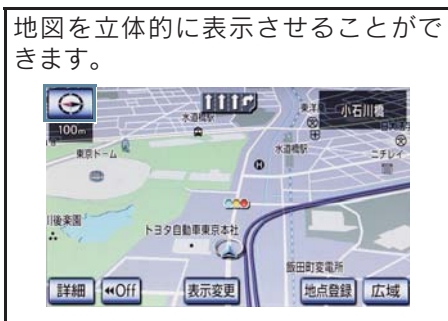 地図を立体的に表示させることがで
きます。
水道橋駅
小石川橋
100m
東京ドーム
水道橋駅
ニチレイ
後楽園
トヨタ自動車東京本社
飯田町変電所
詳細
◀◀Off
表示変更
地点登録
広域